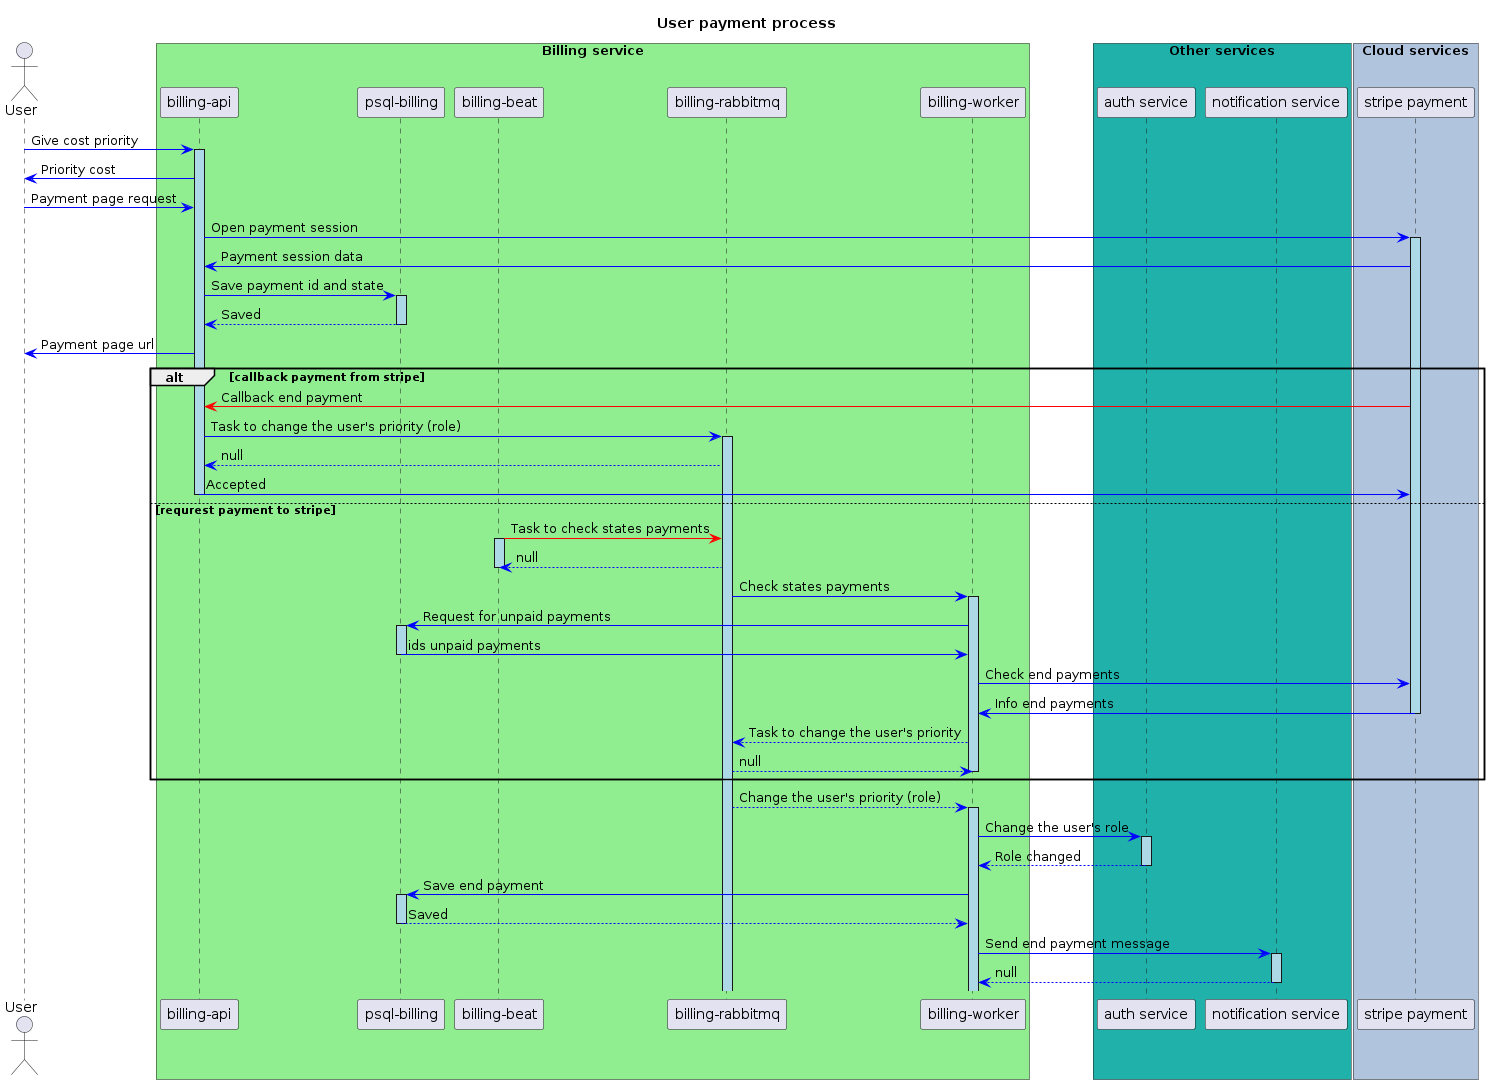 User payment process
Billing service
Other services
Cloud services
User
billing-api
psql-billing
billing-beat
billing-rabbitmq
billing-worker
auth service
notification service
stripe payment
Give cost priority
Priority cost
Payment page request
Open payment session
Payment session data
Save payment id and state
Saved
Payment page url
alt
[callback payment from stripe]
Callback end payment
Task to change the user's priority (role)
null
Accepted
[requrest payment to stripe]
Task to check states payments
null
Check states payments
Request for unpaid payments
ids unpaid payments
Check end payments
Info end payments
Task to change the user's priority
null
Change the user's priority (role)
Change the user's role
Role changed
Save end payment
Saved
Send end payment message
null
User
billing-api
psql-billing
billing-beat
billing-rabbitmq
billing-worker
auth service
notification service
stripe payment